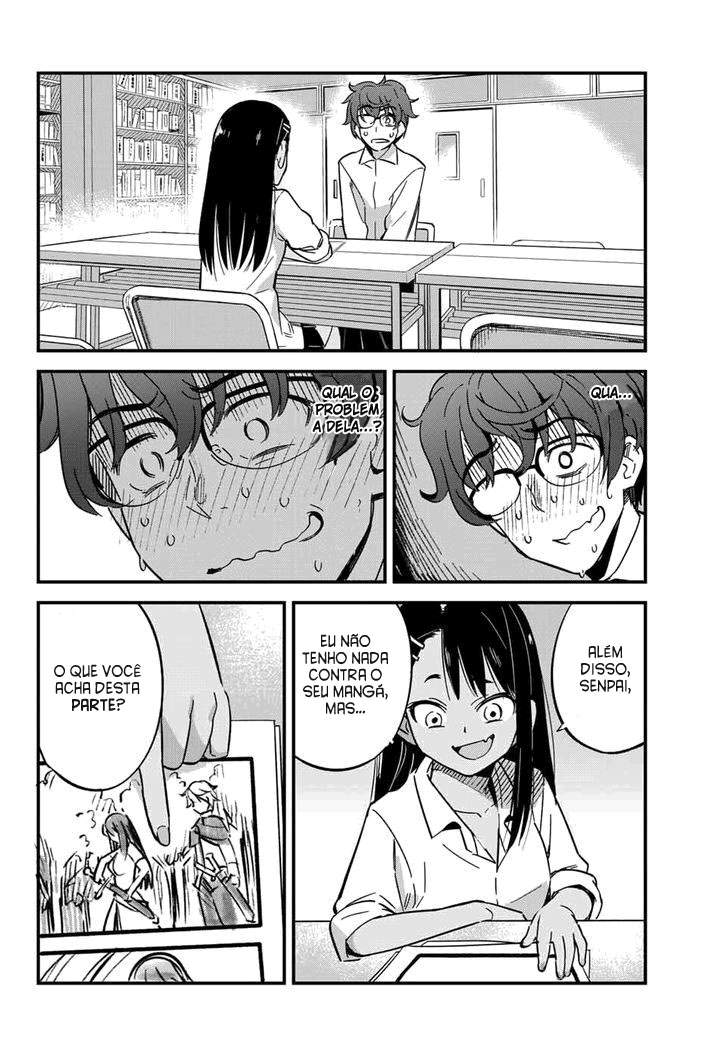 QUA...
QUAL O
PROBLEM
A DELA...?
ALÉM
DISSO,
SENPAI,
EU NÃO
TENHO NADA
CONTRA O
SEU MANGÁ,
MAS...
O QUE VOCÊ
ACHA DESTA
PARTE?